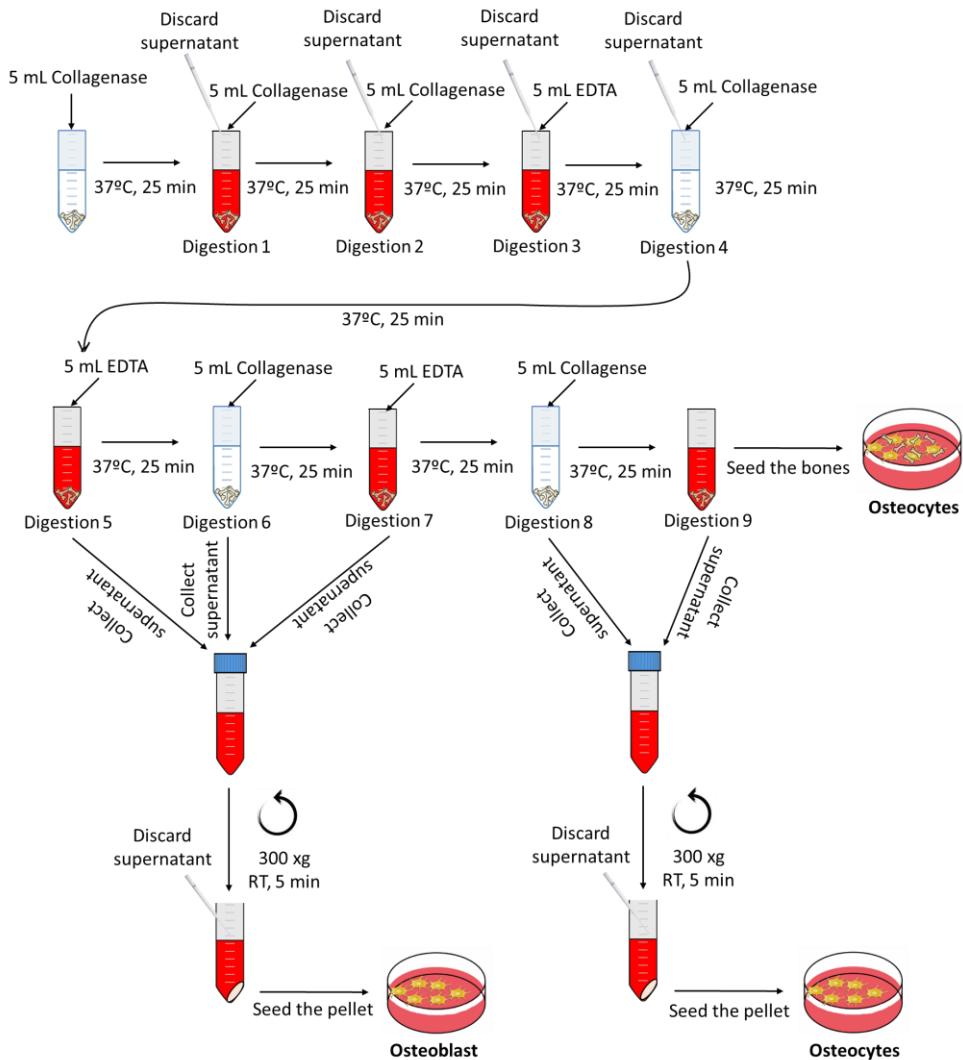 Discard
supernatant
Discard
supernatant
Discard
supernatant
Discard
supernatant
5 mL Collagenase
5 mL Collagenase
5 mL Collagenase
5 mL EDTA
5 mL Collagenase
37ºC, 25 min
37ºC, 25 min
37ºC, 25 min
37ºC, 25 min
37ºC, 25 min
Digestion 1
Digestion 2
Digestion 3
Digestion 4
37ºC, 25 min
5 mL EDTA
5 mL Collagenase
5 mL EDTA
5 mL Collagense
37ºC, 25 min
37ºC, 25 min
37ºC, 25 min
37ºC, 25 min
Seed the bones
Osteocytes
Digestion 5
Digestion 6
Digestion 7
Digestion 8
Digestion 9
Collect
supernatant
Collect
supernatant
Collect
supernatant
Collect
supernatant
Collect
supernatant
Discard
supernatant
300 xg
RT, 5 min
Discard
supernatant
300 xg
RT, 5 min
Seed the pellet
Osteoblast
Seed the pellet
Osteocytes